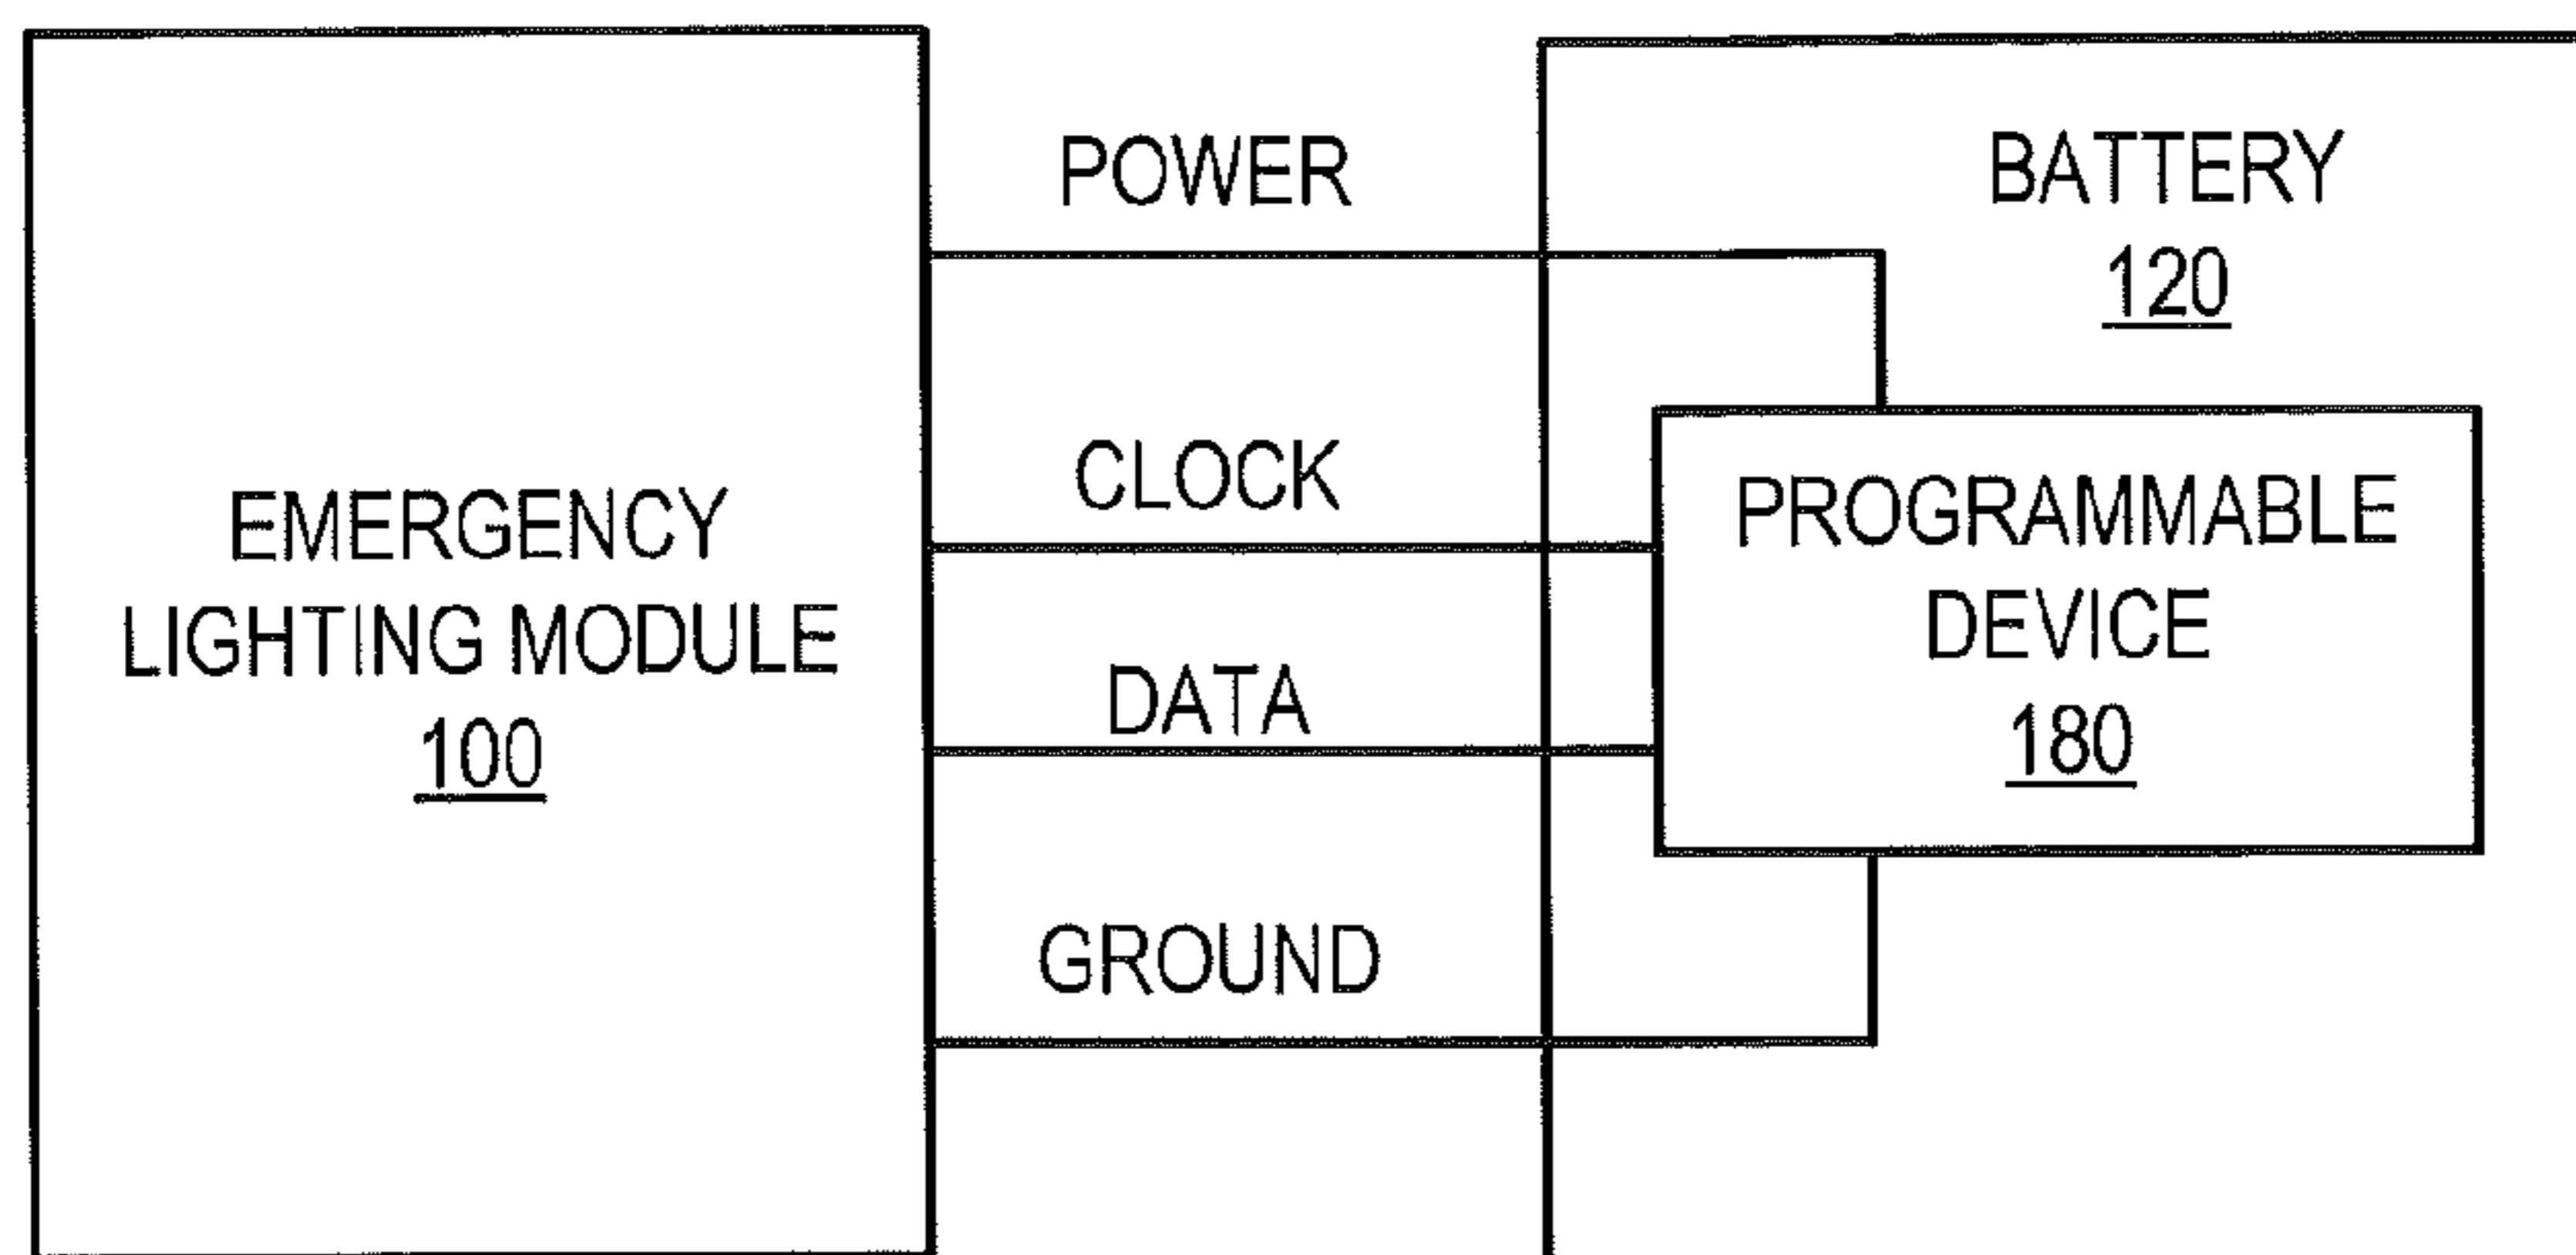 EMERGENCY
LIGHTING MODULE
100
POWER
CLOCK
DATA
GROUND
BATTERY
120
PROGRAMMABLE
DEVICE
180